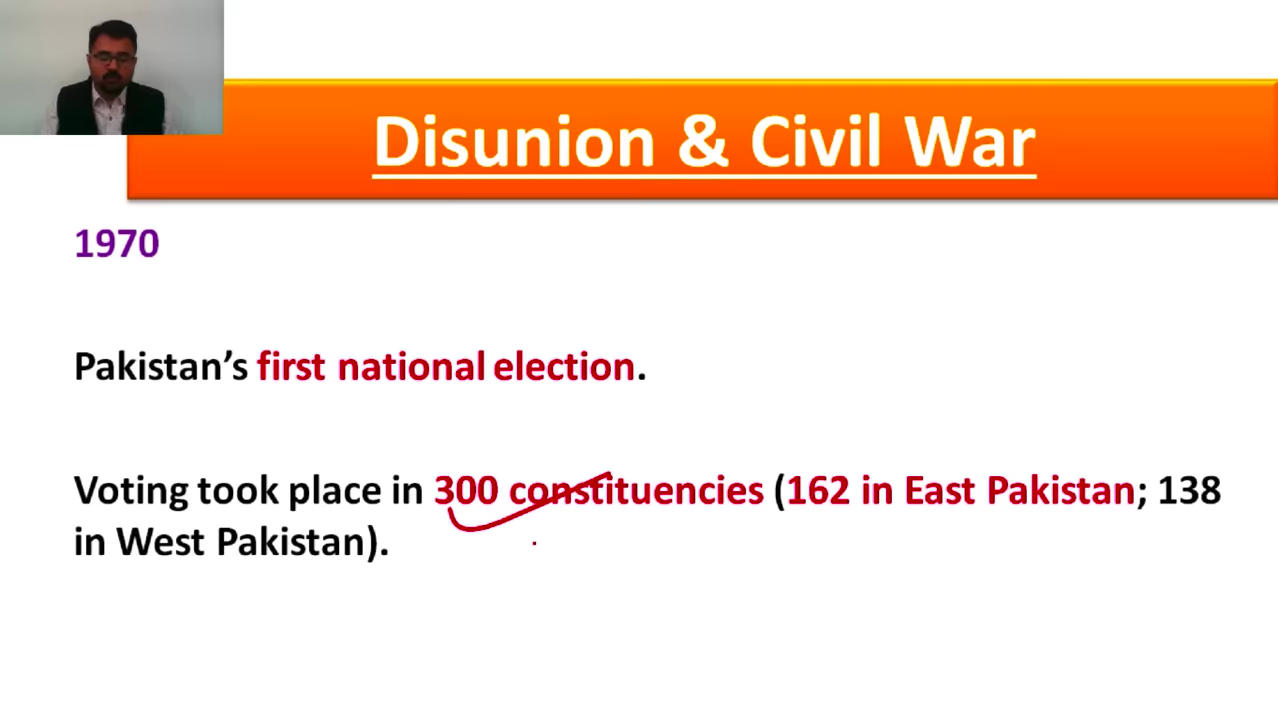 Disunion & Civil War
1970
Pakistan’s first national election.
Voting took place in 300 constituencies (162 in East Pakistan; 138
in West Pakistan).